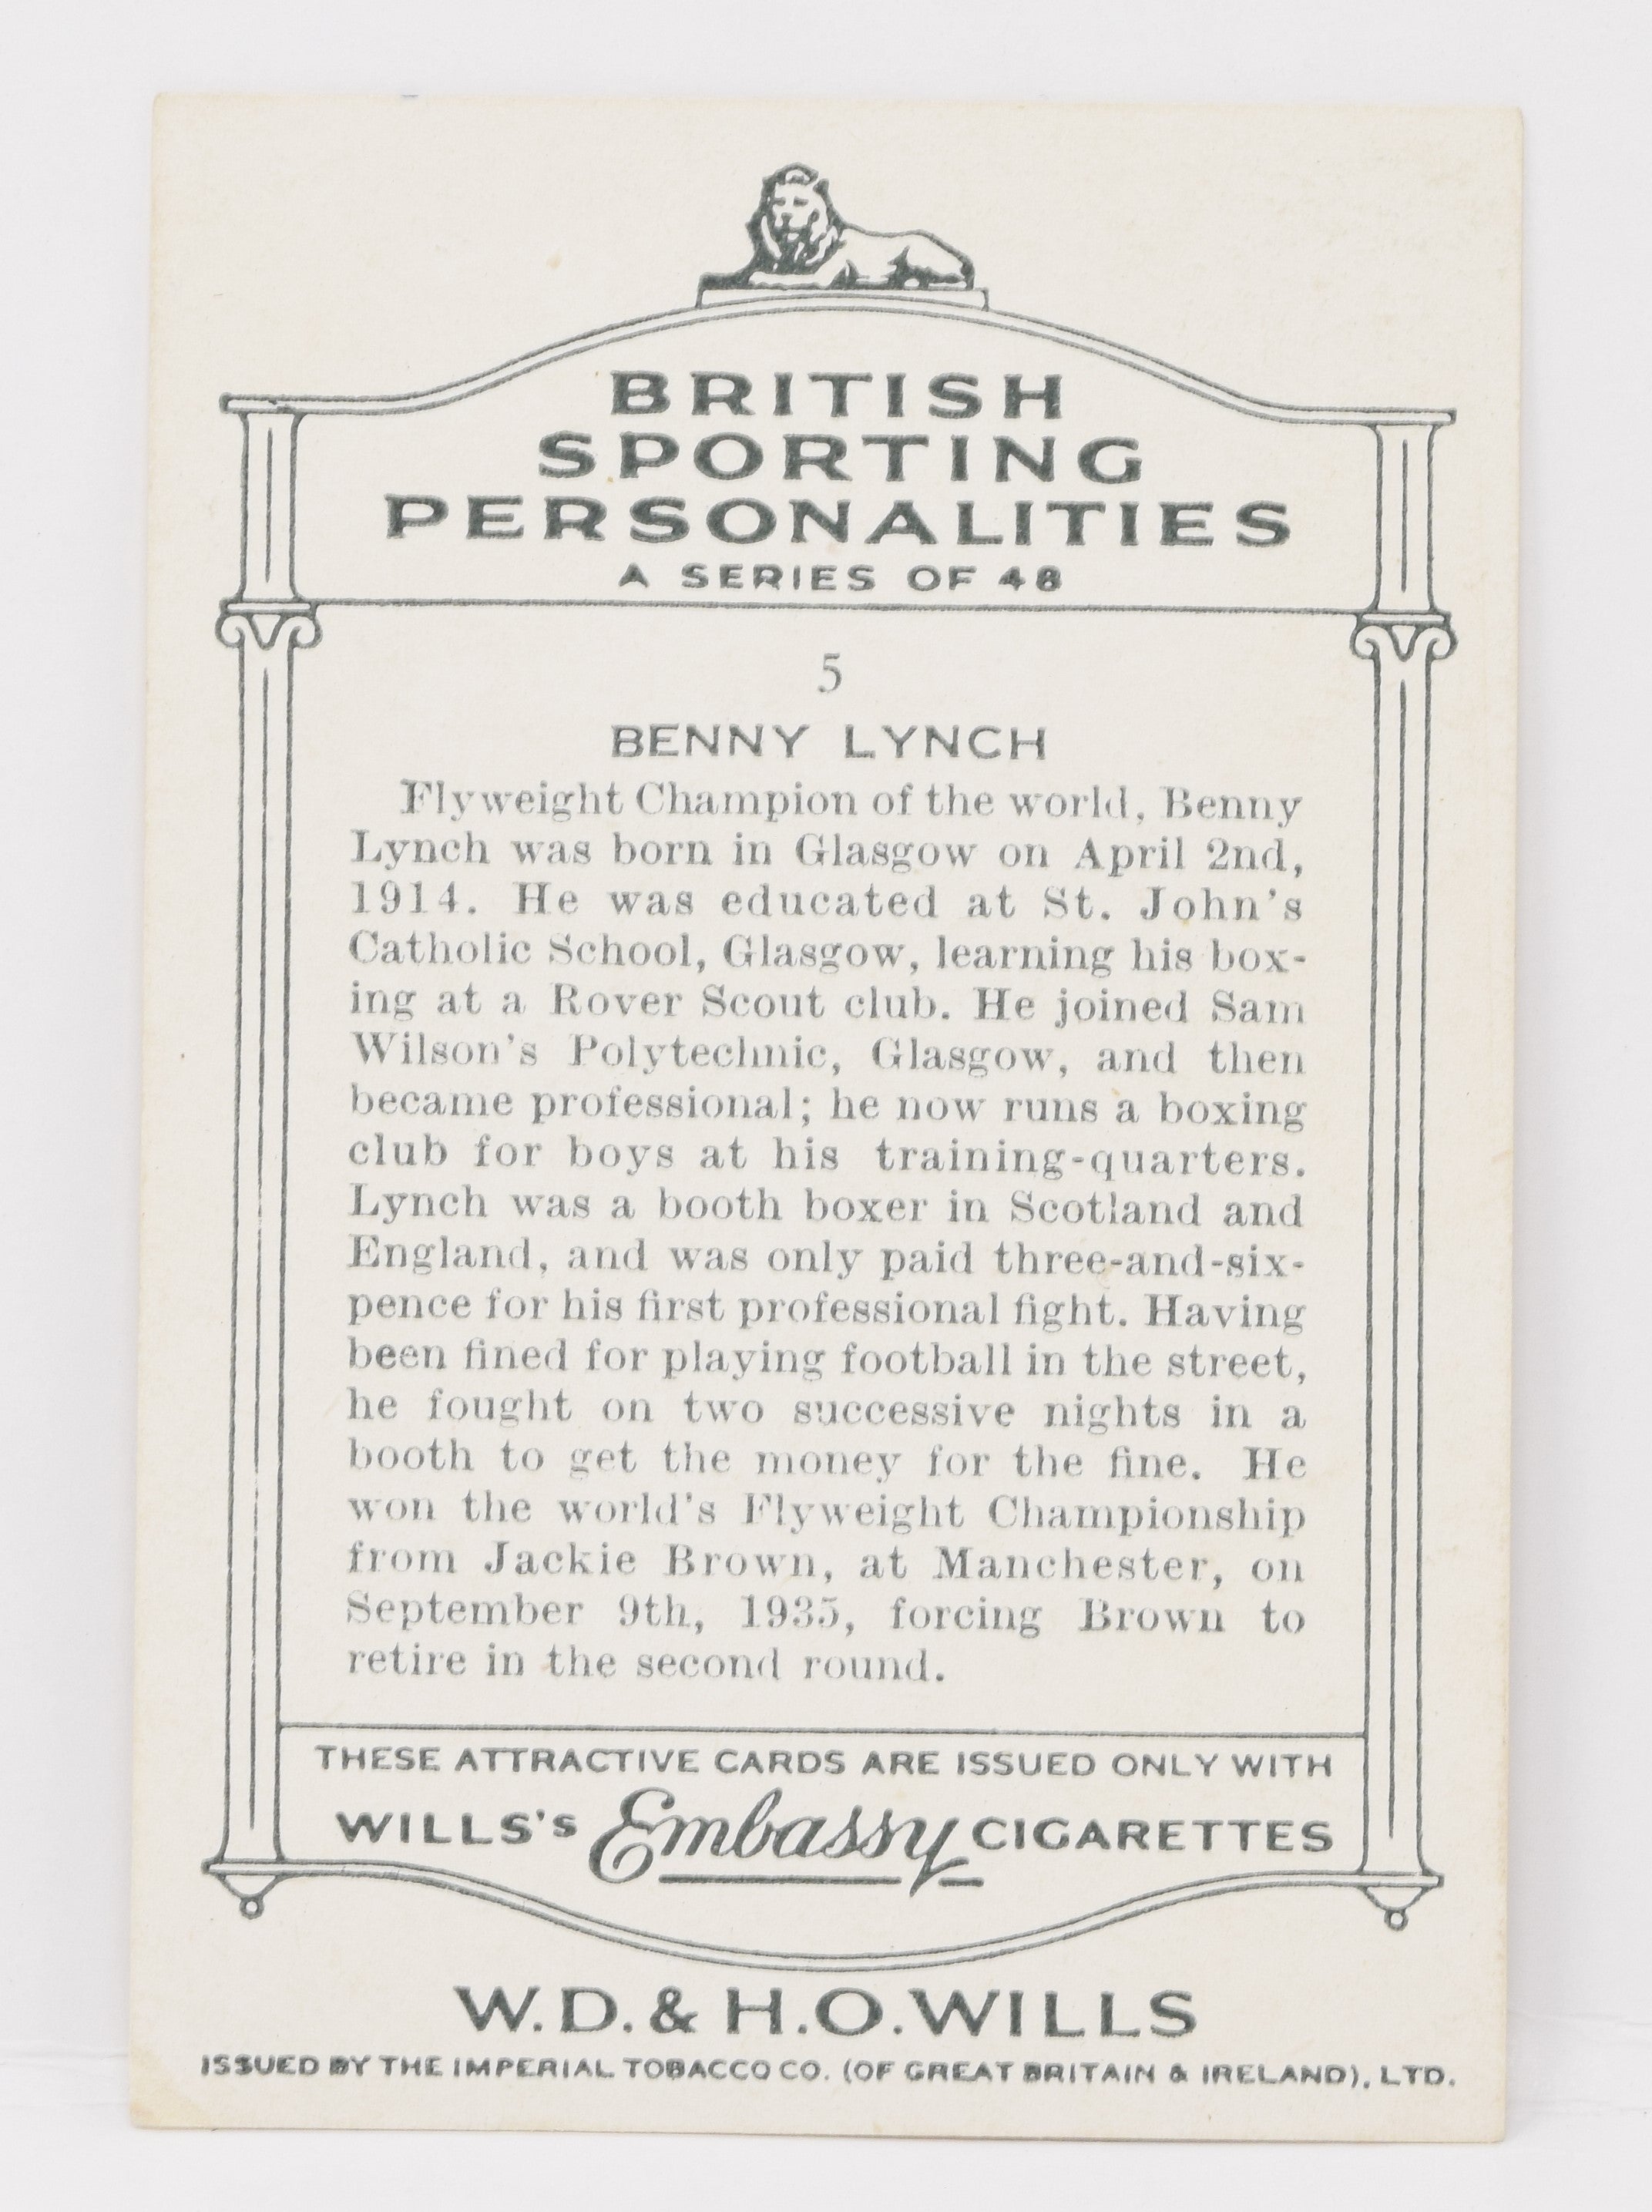 BRITISH
SPORTING
PERSONALITIES
A SERIES OF 48
5
BENNY LYNCH
Flyweight Champion of the world, Benny
Lynch was born in Glasgow on April 2nd,
1914. He was educated at St. John's
Catholic School, Glasgow, learning his box-
ing at a Rover Scout club. He joined Sam
Wilson's Polytechnic, Glasgow, and then
became professional; he now runs a boxing
club for boys at his training-quarters.
Lynch was a booth boxer in Scotland and
England, and was only paid three-and-six-
pence for his first professional fight. Having
been fined for playing football in the street,
he fought on two successive nights in a
booth to get the money for the fine. He
won the world's Flyweight Championship
from Jackie Brown, at Manchester, on
September 9th, 1935, forcing Brown to
retire in the second round.
THESE ATTRACTIVE CARDS ARE ISSUED ONLY WITH
WILLS'S Embassy CIGARETTES
W.D. & H.O. WILLS
ISSUED BY THE IMPERIAL TOBACCO CO. (OF GREAT BRITAIN & IRELAND), LTD.